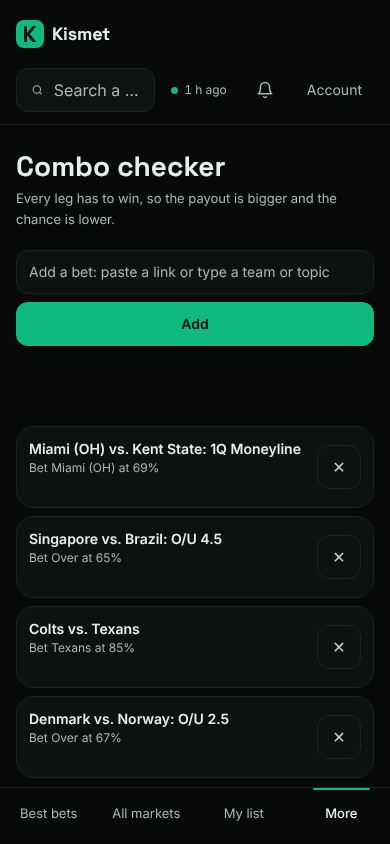 K Kismet
Search a ...
1 h ago
Account
Combo checker
Every leg has to win, so the payout is bigger and the
chance is lower.
Add a bet: paste a link or type a team or topic
Add
Miami (OH) vs. Kent State: 1Q Moneyline
Bet Miami (OH) at 69%
Singapore vs. Brazil: O/U 4.5
Bet Over at 65%
Colts vs. Texans
Bet Texans at 85%
Denmark vs. Norway: O/U 2.5
Bet Over at 67%
Best bets
All markets
My list
More